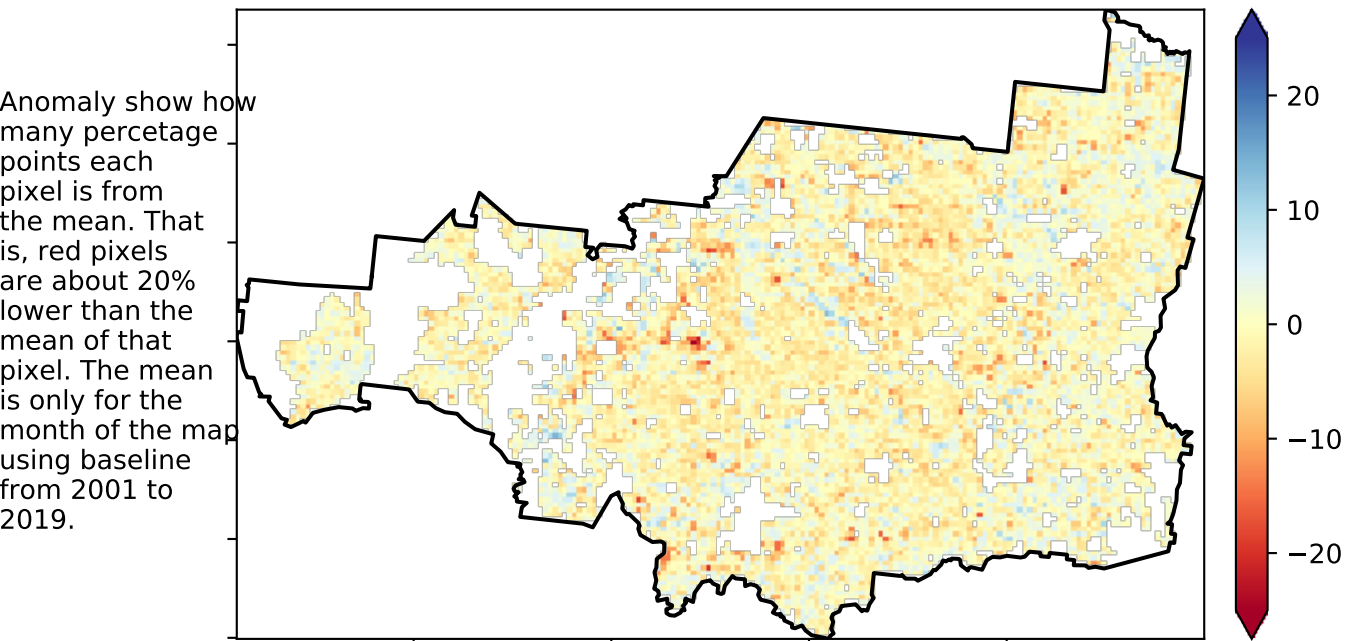 Anomaly show how
many percetage
points each
pixel is from
the mean. That
is, red pixels
are about 20%
lower than the
mean of that
pixel. The mean
is only for the
month of the map
using baseline
from 2001 to
2019.
20
10
0
−10
−20